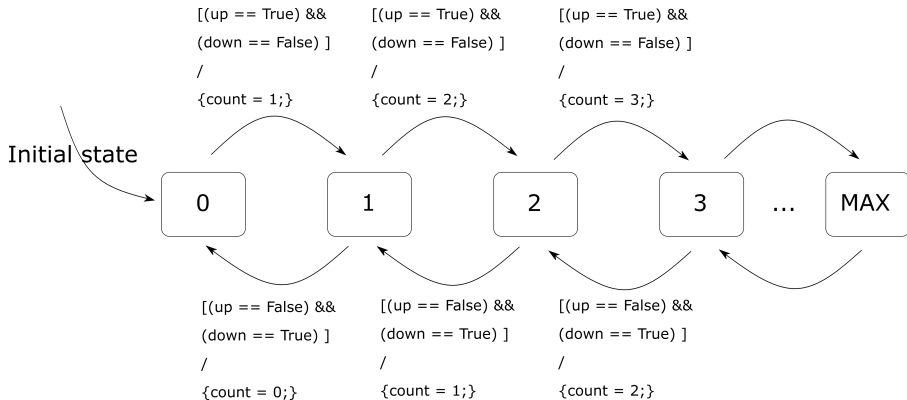 [(up == True) &&
(down == False) ]
/
{count = 1;}
[(up == True) &&
(down == False) ]
/
{count = 2;}
[(up == True) &&
(down == False) ]
/
{count = 3;}
Initial state
0
1
2
3
...
MAX
[(up == False) &&
(down == True) ]
/
{count = 0;}
[(up == False) &&
(down == True) ]
/
{count = 1;}
[(up == False) &&
(down == True) ]
/
{count = 2;}